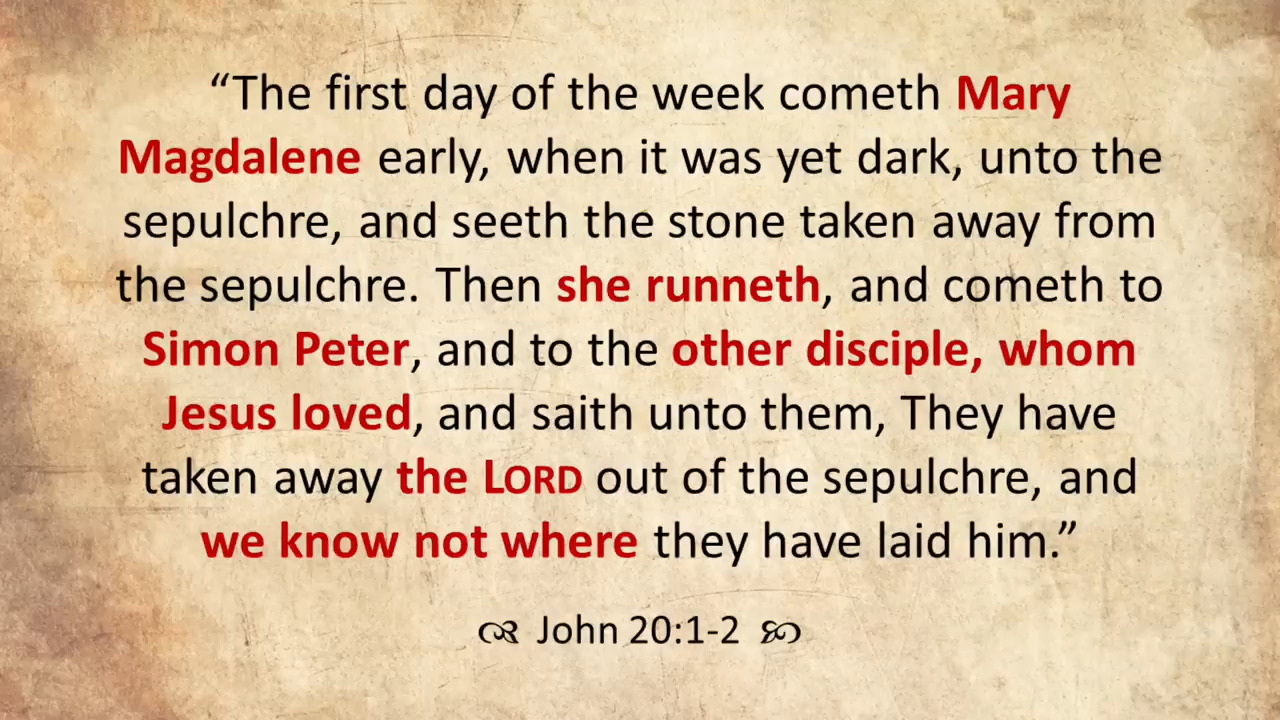 “The first day of the week cometh Mary
Magdalene early, when it was yet dark, unto the
sepulchre, and seeth the stone taken away from
the sepulchre. Then she runneth, and cometh to
Simon Peter, and to the other disciple, whom
Jesus loved, and saith unto them, They have
taken away the LORD out of the sepulchre, and
we know not where they have laid him.”
John 20:1-2